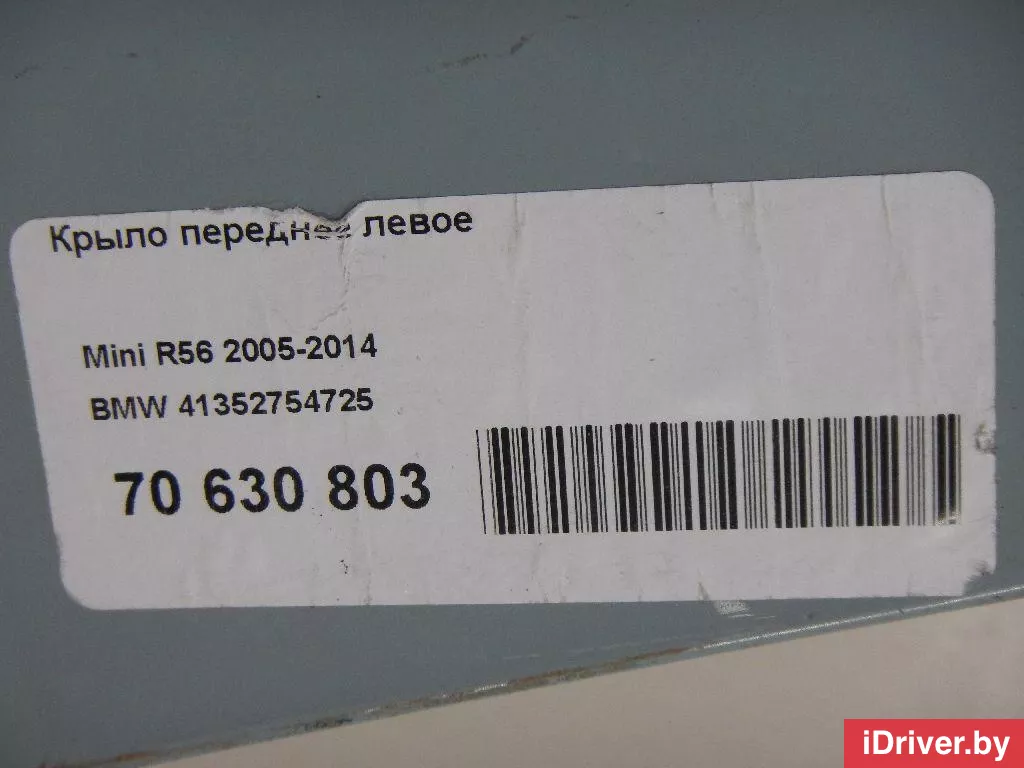 Крыло переднее левое
Mini R56 2005-2014
BMW 41352754725
70 630 803
iDriver.by